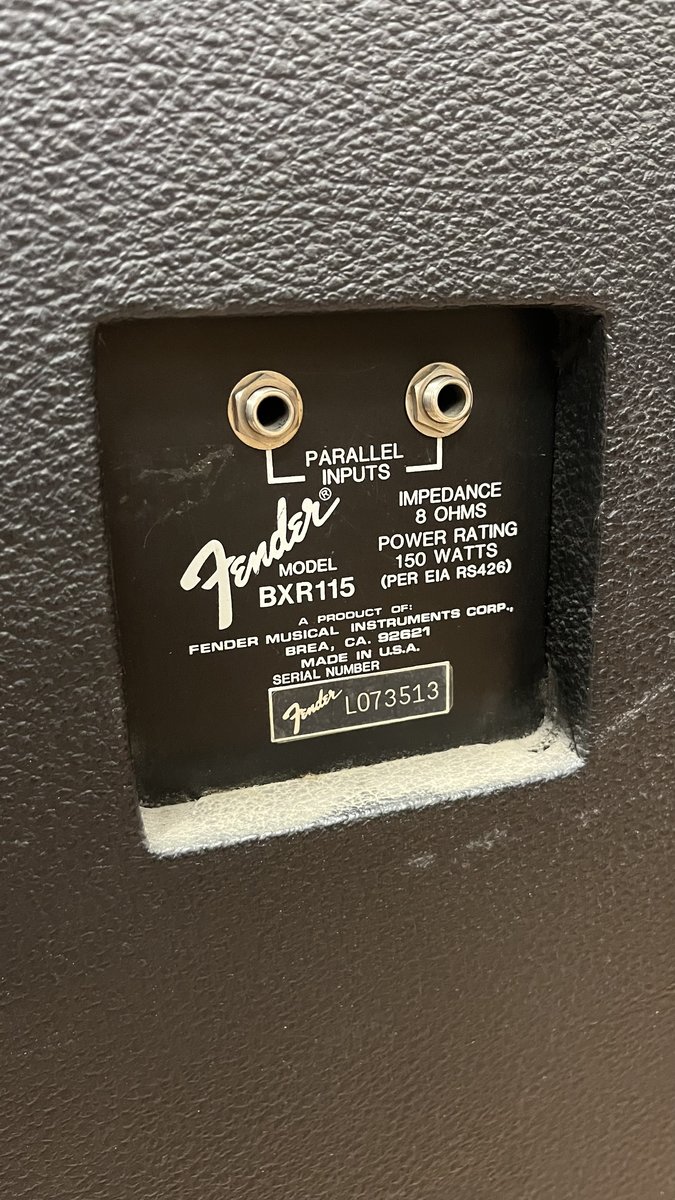 PARALLEL
INPUTS
Fender®
MODEL
BXR115
IMPEDANCE
8 OHMS
POWER RATING
150 WATTS
(PER EIA RS426)
A PRODUCT OF:
FENDER MUSICAL INSTRUMENTS CORP.,
BREA, CA. 92621
MADE IN U.S.A.
SERIAL NUMBER
Fender L073513